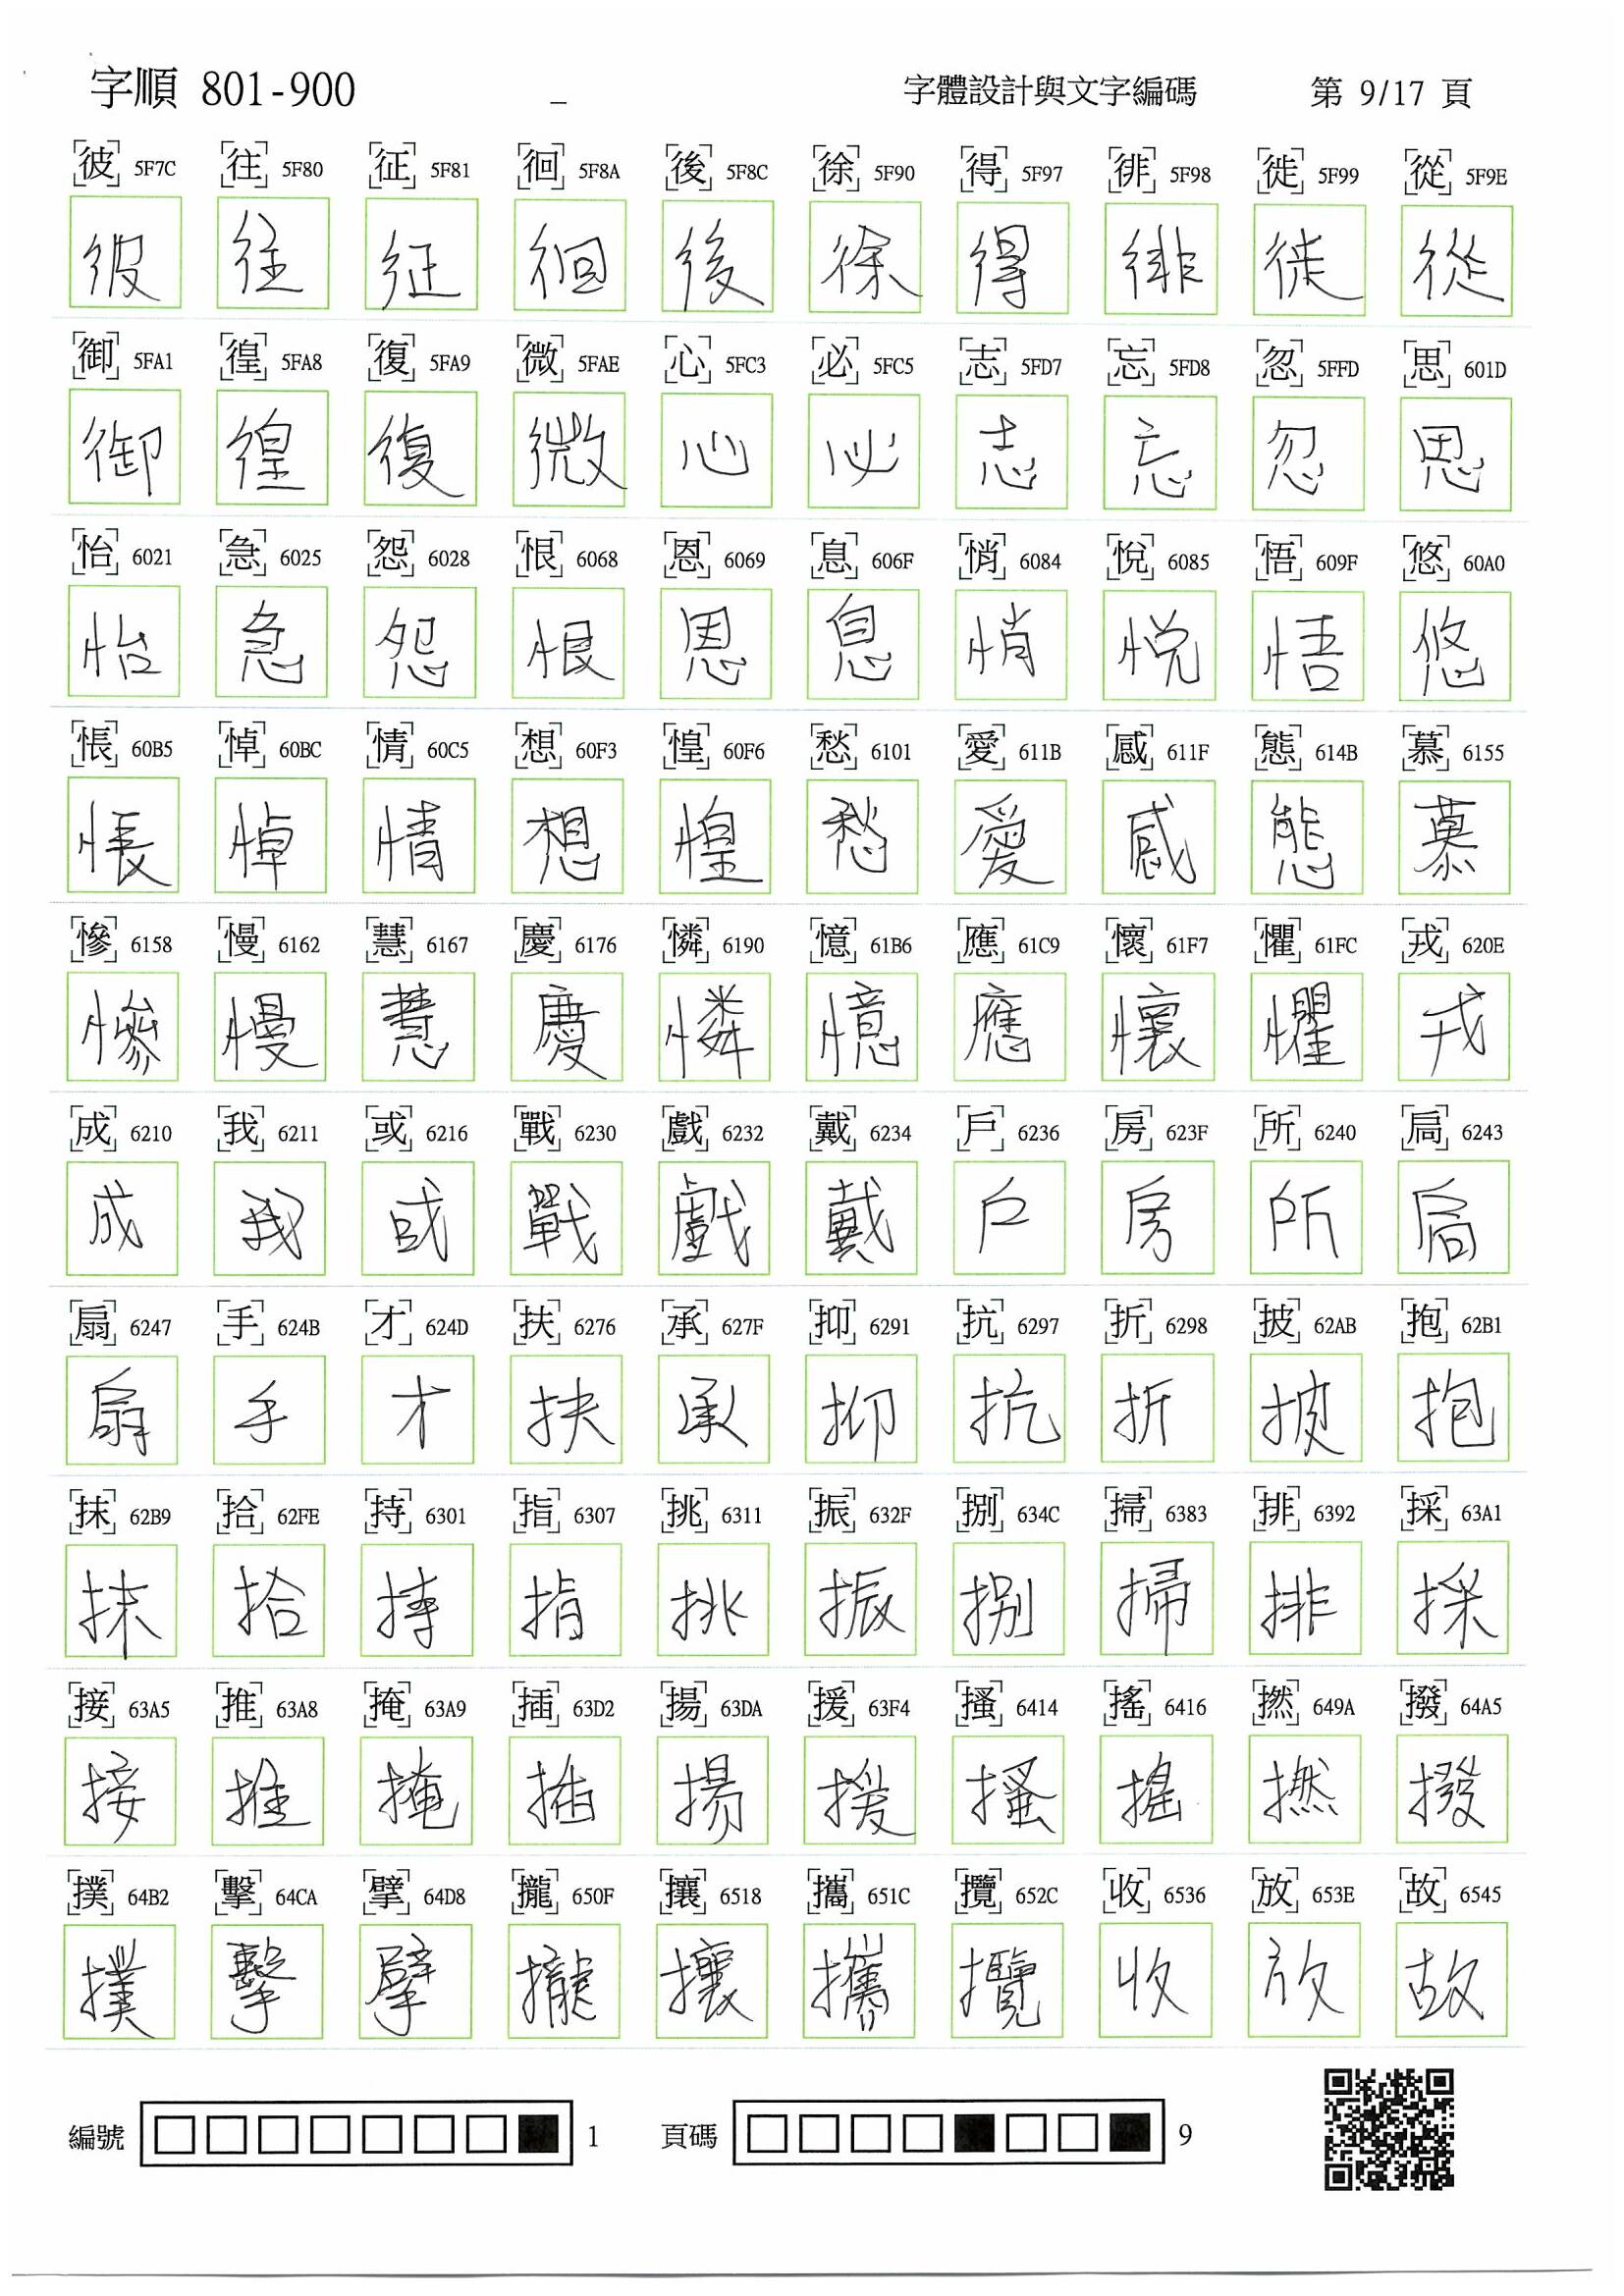 字順 801-900 _ 字體設計與文字編碼 第 9/17 頁
彼 5F7C 往 5F80 征 5F81 徊 5F8A 後 5F8C 徐 5F90 得 5F97 徘 5F98 徙 5F99 從 5F9E
彼 往 征 徊 後 徐 得 徘 徒 從
御 5FA1 徨 5FA8 復 5FA9 微 5FAE 心 5FC3 必 5FC5 志 5FD7 忘 5FD8 忽 5FFD 思 601D
御 徨 復 微 心 必 志 忘 忽 思
怡 6021 急 6025 怨 6028 恨 6068 恩 6069 息 606F 悄 6084 悅 6085 悟 609F 悠 60A0
怡 急 怨 恨 恩 息 悄 悅 悟 悠
悵 60B5 悼 60BC 情 60C5 想 60F3 惶 60F6 愁 6101 愛 611B 感 611F 態 614B 慕 6155
悵 悼 情 想 惶 愁 愛 感 態 慕
慘 6158 慢 6162 慧 6167 慶 6176 憐 6190 憶 61B6 應 61C9 懷 61F7 懼 61FC 戎 620E
慘 慢 慧 慶 憐 憶 應 懷 懼 戎
成 6210 我 6211 或 6216 戰 6230 戲 6232 戴 6234 戶 6236 房 623F 所 6240 扃 6243
成 我 或 戰 戲 戴 戶 房 所 扃
扇 6247 手 624B 才 624D 扶 6276 承 627F 抑 6291 抗 6297 折 6298 披 62AB 抱 62B1
扇 手 才 扶 承 抑 抗 折 披 抱
抹 62B9 拾 62FE 持 6301 指 6307 挑 6311 振 632F 捌 634C 掃 6383 排 6392 採 63A1
抹 拾 持 指 挑 振 捌 掃 排 採
接 63A5 推 63A8 掩 63A9 插 63D2 揚 63DA 援 63F4 搔 6414 搖 6416 撚 649A 撥 64A5
接 推 掩 插 揚 援 搔 搖 撚 撥
撲 64B2 擊 64CA 擘 64D8 攏 650F 攘 6518 攜 651C 攬 652C 收 6536 放 653E 故 6545
撲 擊 擘 攏 攘 攜 攬 收 放 故
編號 1 頁碼 9